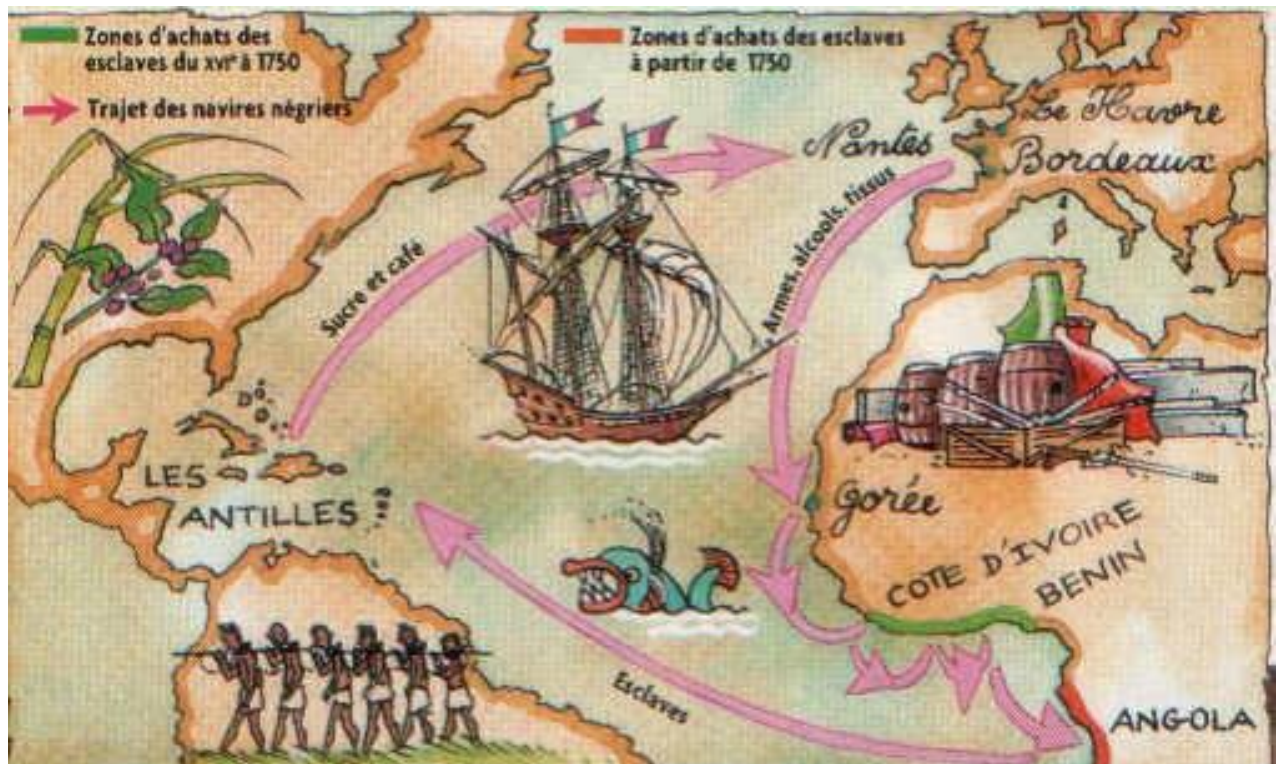 Zones d'achats des
esclaves du XVIe à 1750
Trajet des navires négriers
Zones d'achats des esclaves
à partir de 1750
Le Havre
Nantes
Bordeaux
Sucre et café
Armes, alcools, tissus
LES
ANTILLES
Gorée
COTE D'IVOIRE
BENIN
Esclaves
ANGOLA